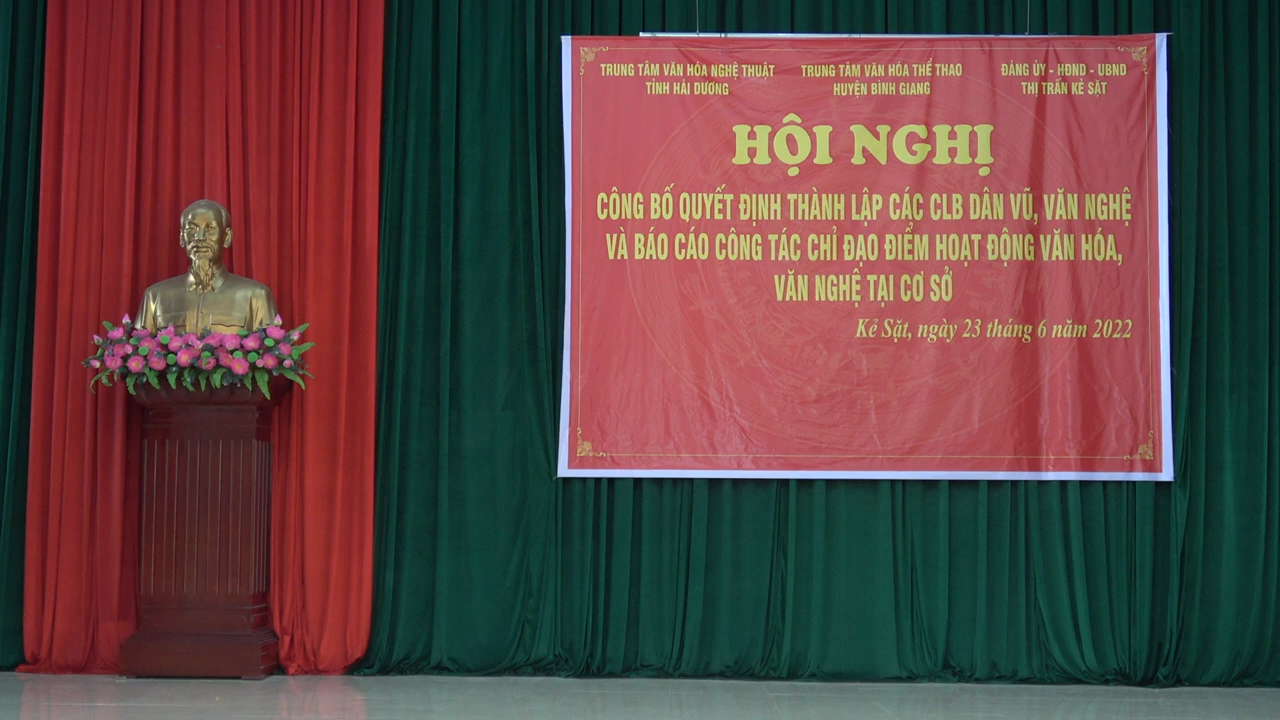 TRUNG TÂM VĂN HÓA NGHỆ THUẬT
TỈNH HẢI DƯƠNG
TRUNG TÂM VĂN HÓA THỂ THAO
HUYỆN BÌNH GIANG
ĐẢNG ỦY - HĐND - UBND
THỊ TRẤN KẺ SẶT
HỘI NGHỊ
CÔNG BỐ QUYẾT ĐỊNH THÀNH LẬP CÁC CLB DÂN VŨ, VĂN NGHỆ
VÀ BÁO CÁO CÔNG TÁC CHỈ ĐẠO ĐIỂM HOẠT ĐỘNG VĂN HÓA,
VĂN NGHỆ TẠI CƠ SỞ
Kẻ Sặt, ngày 23 tháng 6 năm 2022